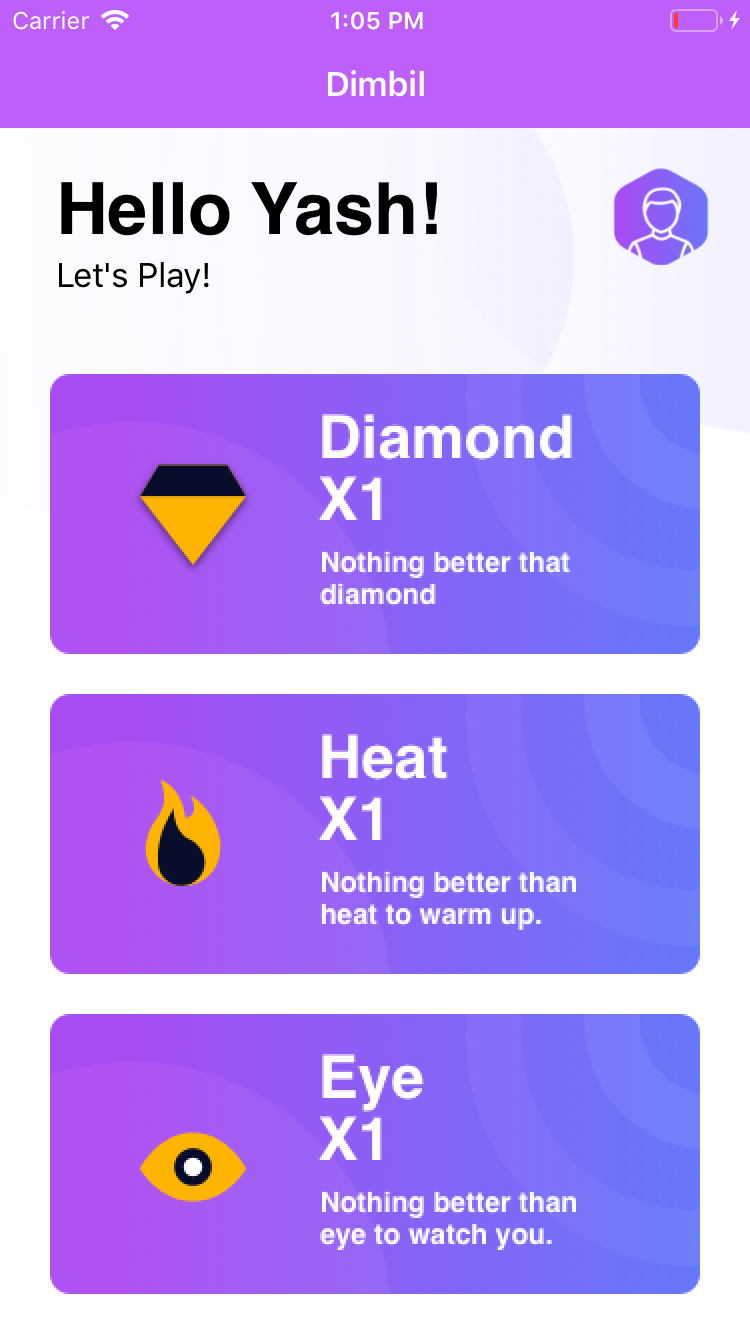 Carrier 1:05 PM
Dimbil
Hello Yash!
Let's Play!
Diamond
X1
Nothing better that
diamond
Heat
X1
Nothing better than
heat to warm up.
Eye
X1
Nothing better than
eye to watch you.